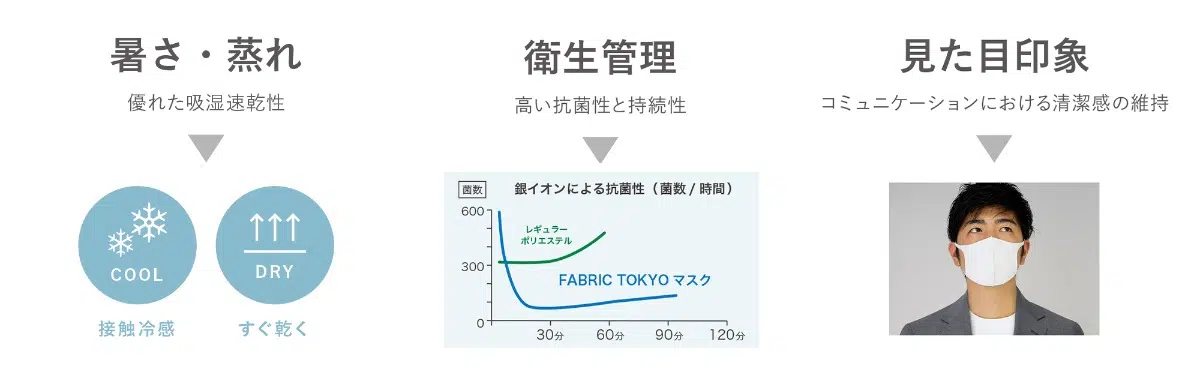 暑さ・蒸れ
優れた吸湿速乾性
COOL
DRY
接触冷感
すぐ乾く
衛生管理
高い抗菌性と持続性
菌数
銀イオンによる抗菌性(菌数/時間)
600
300
0
レギュラー
ポリエステル
FABRIC TOKYO マスク
30分
60分
90分
120分
見た目印象
コミュニケーションにおける清潔感の維持